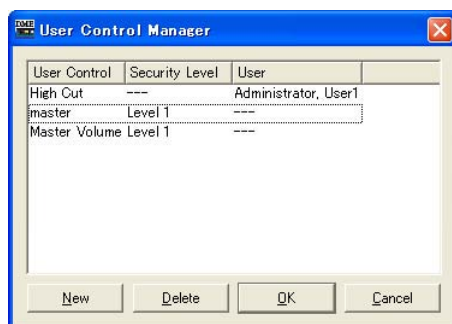 DME User Control Manager
User Control Security Level User
High Cut --- Administrator, User1
master Level 1 ---
Master Volume Level 1 ---
New Delete OK Cancel